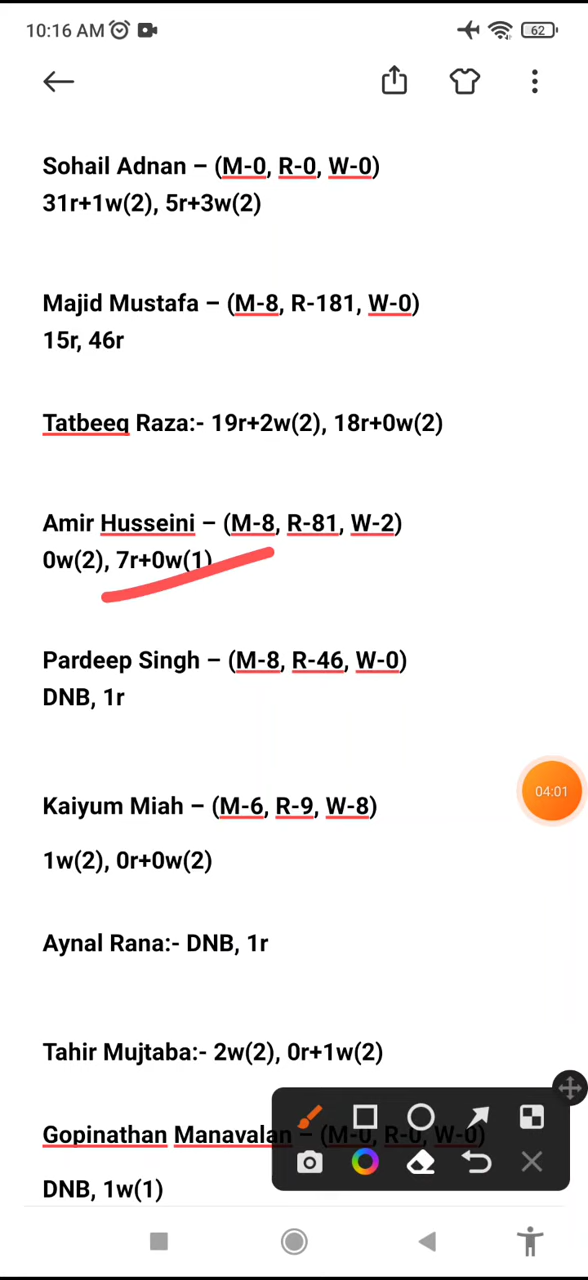 10:16 AM
62
Sohail Adnan – (M-0, R-0, W-0)
31r+1w(2), 5r+3w(2)
Majid Mustafa – (M-8, R-181, W-0)
15r, 46r
Tatbeeq Raza:- 19r+2w(2), 18r+0w(2)
Amir Husseini – (M-8, R-81, W-2)
0w(2), 7r+0w(1)
Pardeep Singh – (M-8, R-46, W-0)
DNB, 1r
04:01
Kaiyum Miah – (M-6, R-9, W-8)
1w(2), 0r+0w(2)
Aynal Rana:- DNB, 1r
Tahir Mujtaba:- 2w(2), 0r+1w(2)
Gopinathan Manavalan – (M-0, R-0, W-0)
DNB, 1w(1)